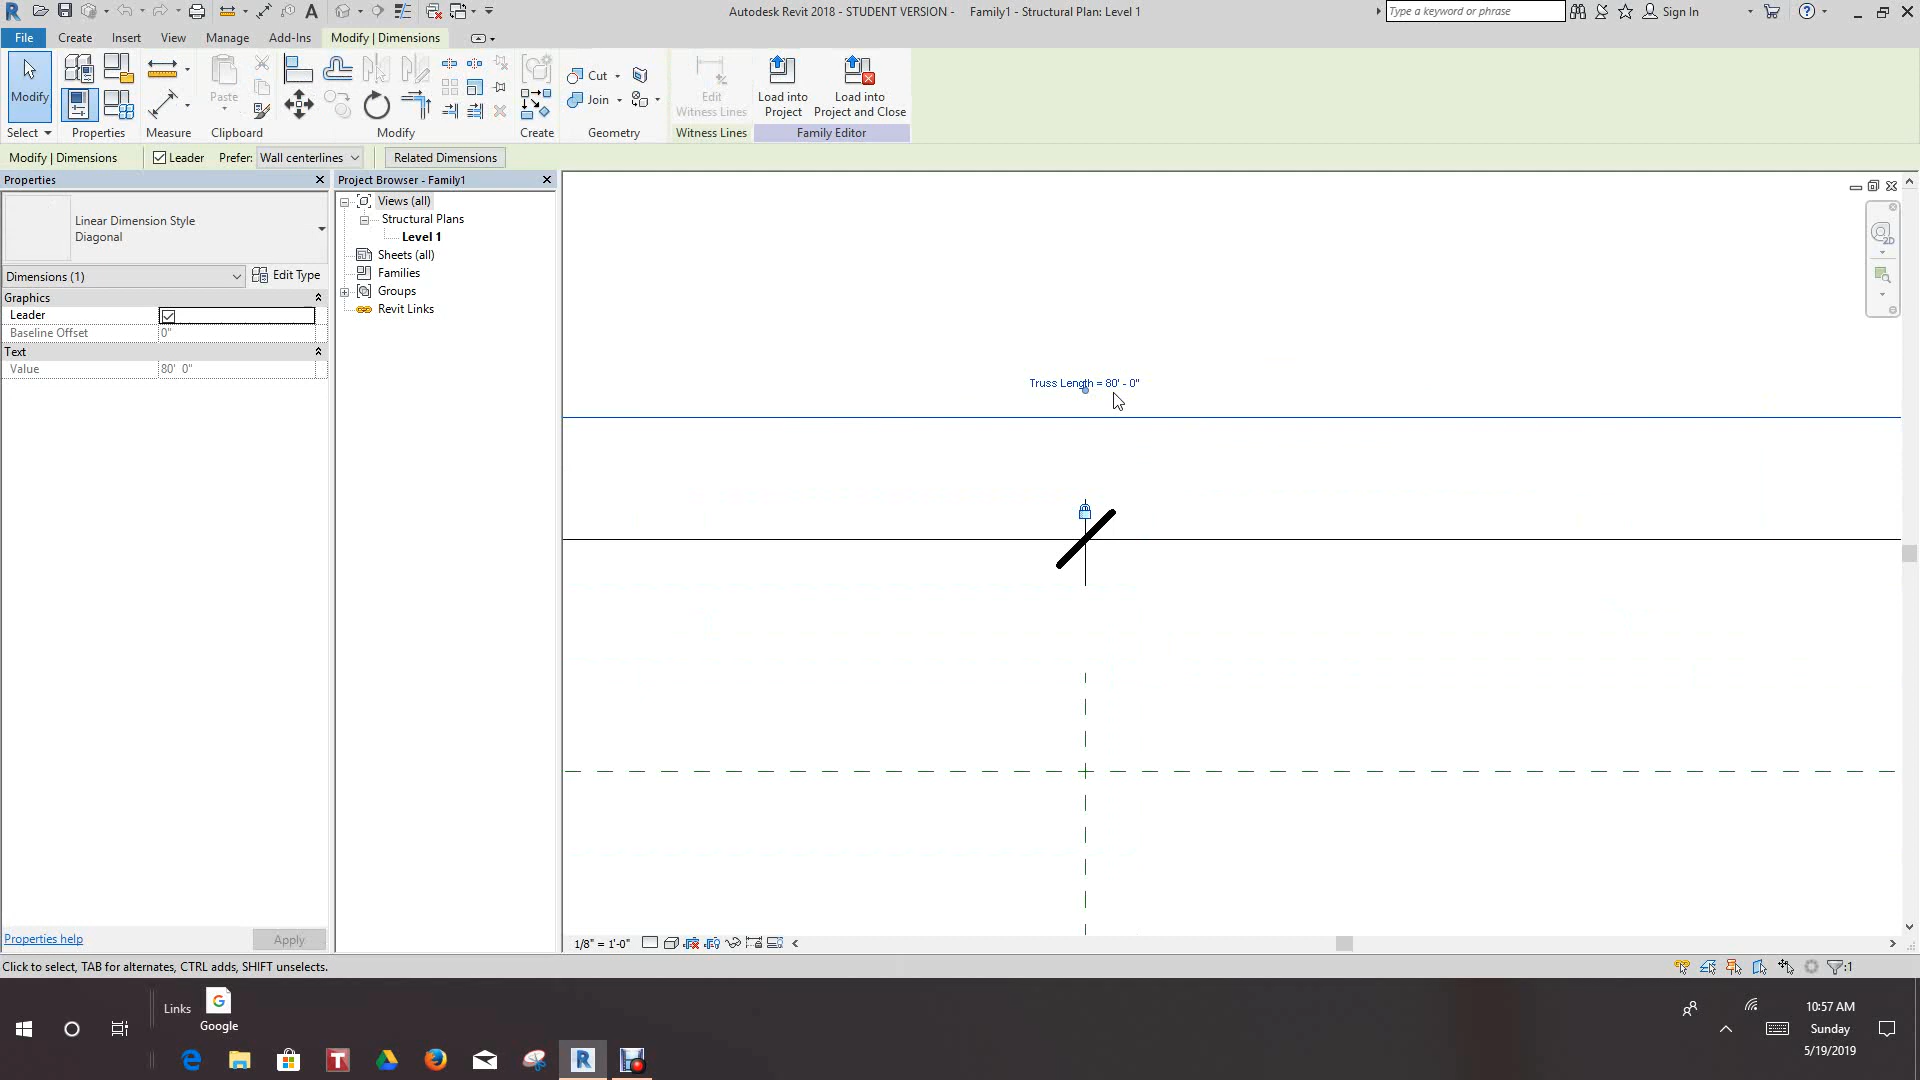 Autodesk Revit 2018 - STUDENT VERSION -    Family1 - Structural Plan: Level 1
Type a keyword or phrase
Sign In
File Create Insert View Manage Add-Ins Modify | Dimensions
Modify
Paste
Cut
Join
Edit Witness Lines
Load into Project
Load into Project and Close
Select Properties Measure Clipboard Modify Create Geometry Witness Lines Family Editor
Modify | Dimensions Leader Prefer: Wall centerlines Related Dimensions
Properties
Linear Dimension Style
Diagonal
Dimensions (1) Edit Type
Graphics
Leader
Baseline Offset 0"
Text
Value 80' 0"
Properties help Apply
Project Browser - Family1
Views (all)
Structural Plans
Level 1
Sheets (all)
Families
Groups
Revit Links
2D
Truss Length = 80' - 0"
1/8" = 1'-0"
Click to select, TAB for alternates, CTRL adds, SHIFT unselects.
:1
Links
Google
10:57 AM
Sunday
5/19/2019